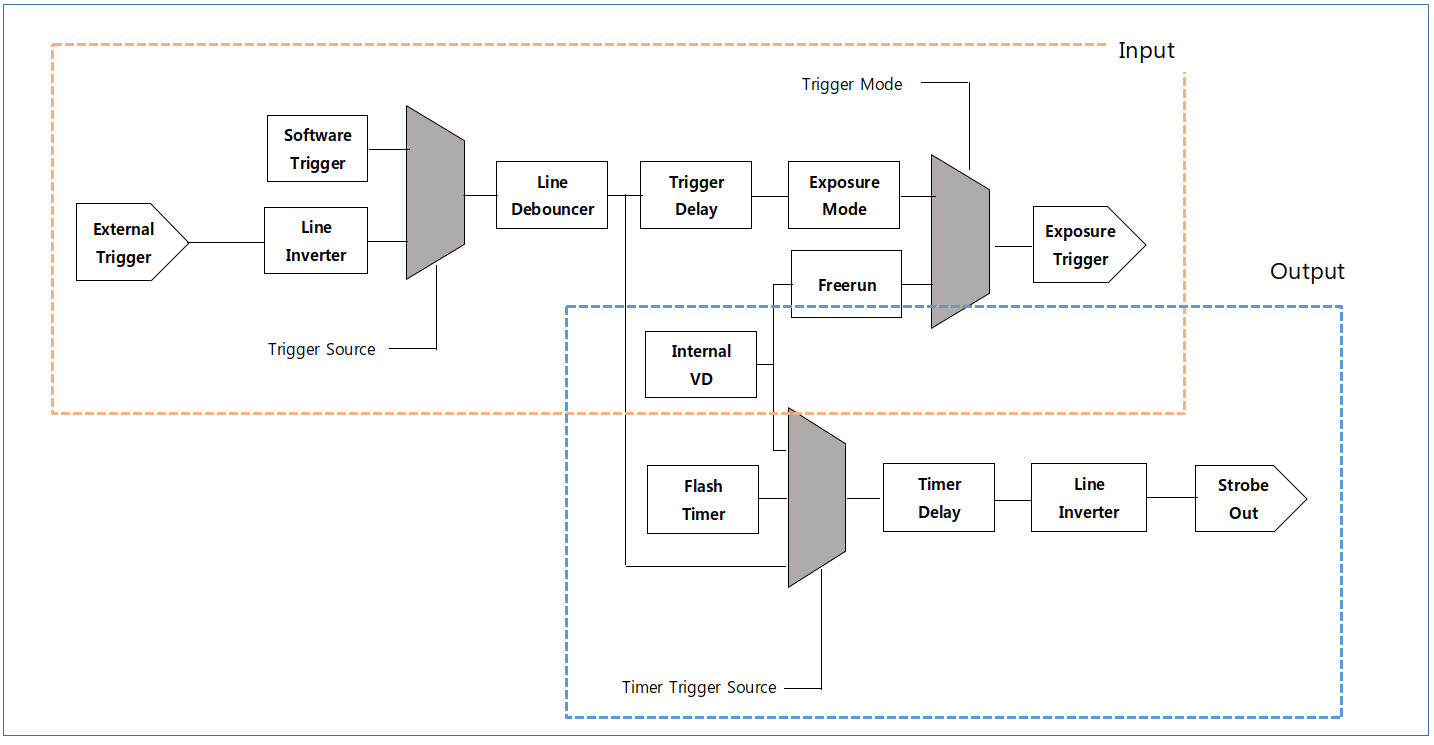 Input
Trigger Mode
Software
Trigger
Line
Debouncer
Trigger
Delay
Exposure
Mode
External
Trigger
Line
Inverter
Exposure
Trigger
Freerun
Output
Trigger Source
Internal
VD
Flash
Timer
Timer
Delay
Line
Inverter
Strobe
Out
Timer Trigger Source